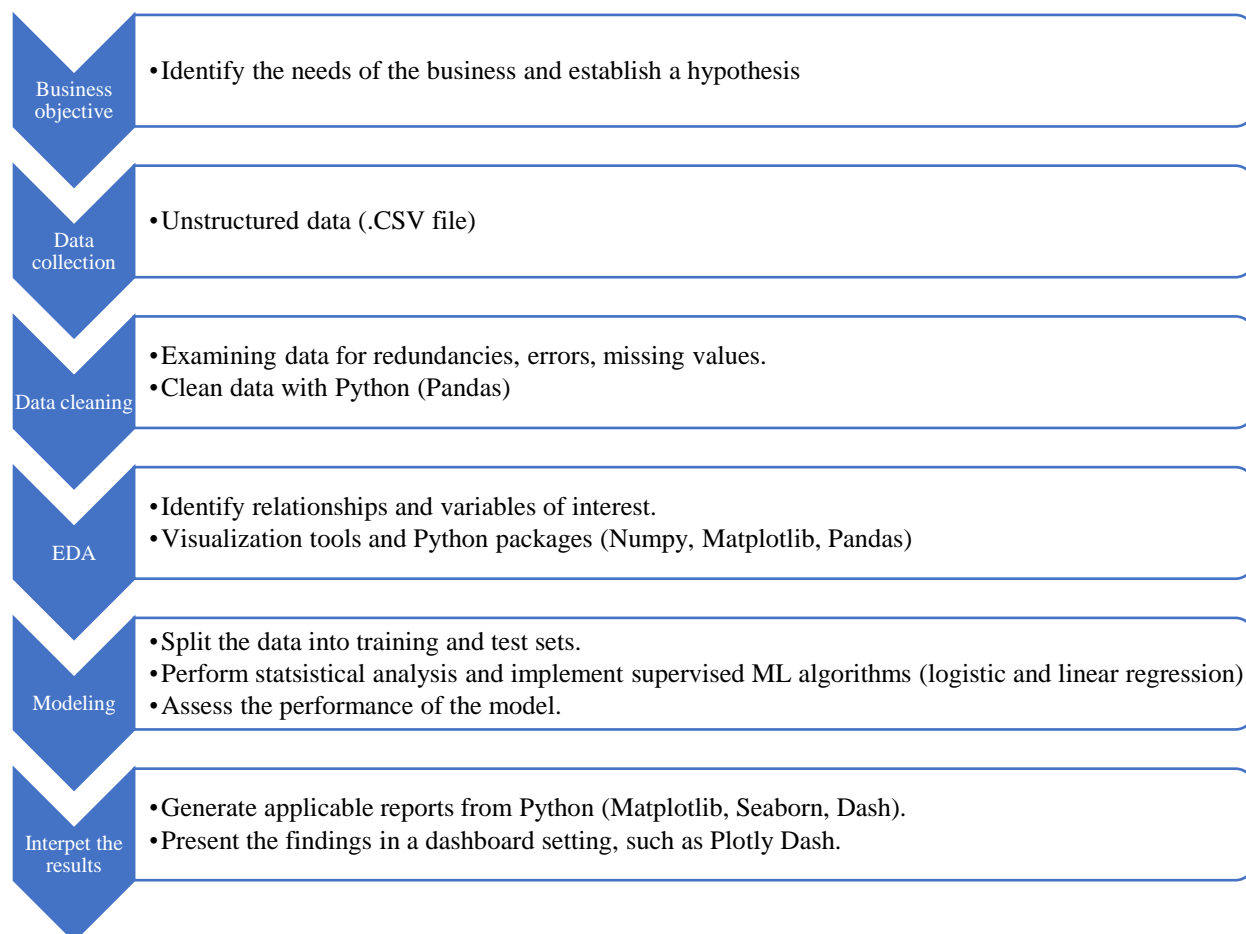 Business
objective
•Identify the needs of the business and establish a hypothesis
Data
collection
•Unstructured data (.CSV file)
Data cleaning
•Examining data for redundancies, errors, missing values.
•Clean data with Python (Pandas)
EDA
•Identify relationships and variables of interest.
•Visualization tools and Python packages (Numpy, Matplotlib, Pandas)
Modeling
•Split the data into training and test sets.
•Perform statsistical analysis and implement supervised ML algorithms (logistic and linear regression)
•Assess the performance of the model.
Interpet the
results
•Generate applicable reports from Python (Matplotlib, Seaborn, Dash).
•Present the findings in a dashboard setting, such as Plotly Dash.